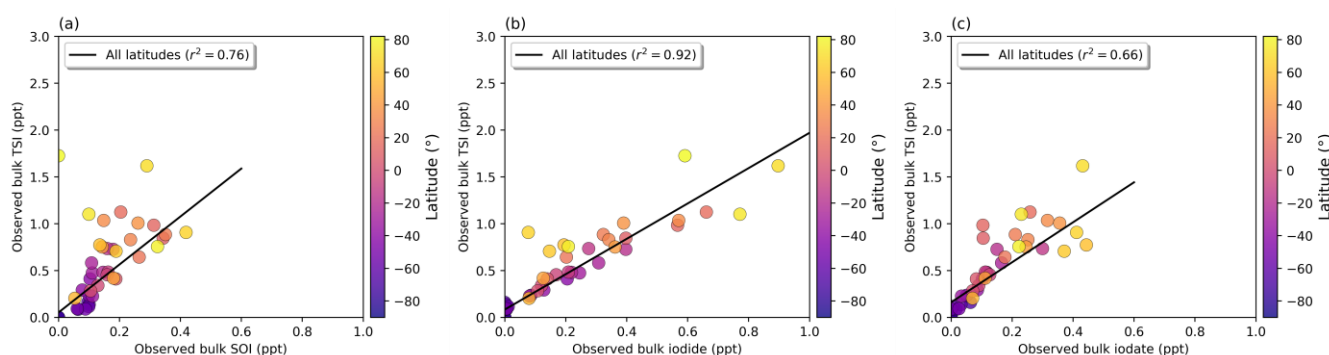 (a)
All latitudes (r² = 0.76)
Observed bulk TSI (ppt)
3.0
2.5
2.0
1.5
1.0
0.5
0.0
0.0 0.2 0.4 0.6 0.8 1.0
Observed bulk SOI (ppt)
80
60
40
20
0
−20
−40
−60
−80
Latitude (°)
(b)
All latitudes (r² = 0.92)
Observed bulk TSI (ppt)
3.0
2.5
2.0
1.5
1.0
0.5
0.0
0.0 0.2 0.4 0.6 0.8 1.0
Observed bulk iodide (ppt)
80
60
40
20
0
−20
−40
−60
−80
Latitude (°)
(c)
All latitudes (r² = 0.66)
Observed bulk TSI (ppt)
3.0
2.5
2.0
1.5
1.0
0.5
0.0
0.0 0.2 0.4 0.6 0.8 1.0
Observed bulk iodate (ppt)
80
60
40
20
0
−20
−40
−60
−80
Latitude (°)